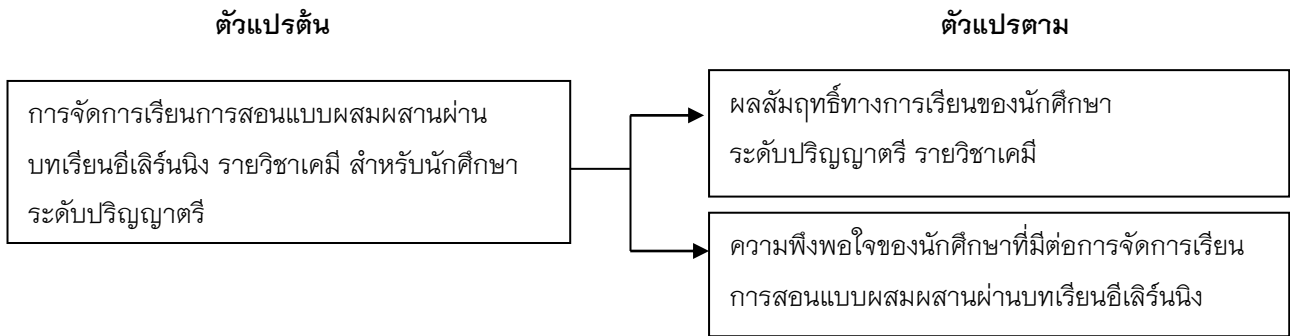 ตัวแปรต้น
ตัวแปรตาม
การจัดการเรียนการสอนแบบผสมผสานผ่าน
บทเรียนอีเลิร์นนิง รายวิชาเคมี สำหรับนักศึกษา
ระดับปริญญาตรี
ผลสัมฤทธิ์ทางการเรียนของนักศึกษา
ระดับปริญญาตรี รายวิชาเคมี
ความพึงพอใจของนักศึกษาที่มีต่อการจัดการเรียน
การสอนแบบผสมผสานผ่านบทเรียนอีเลิร์นนิง